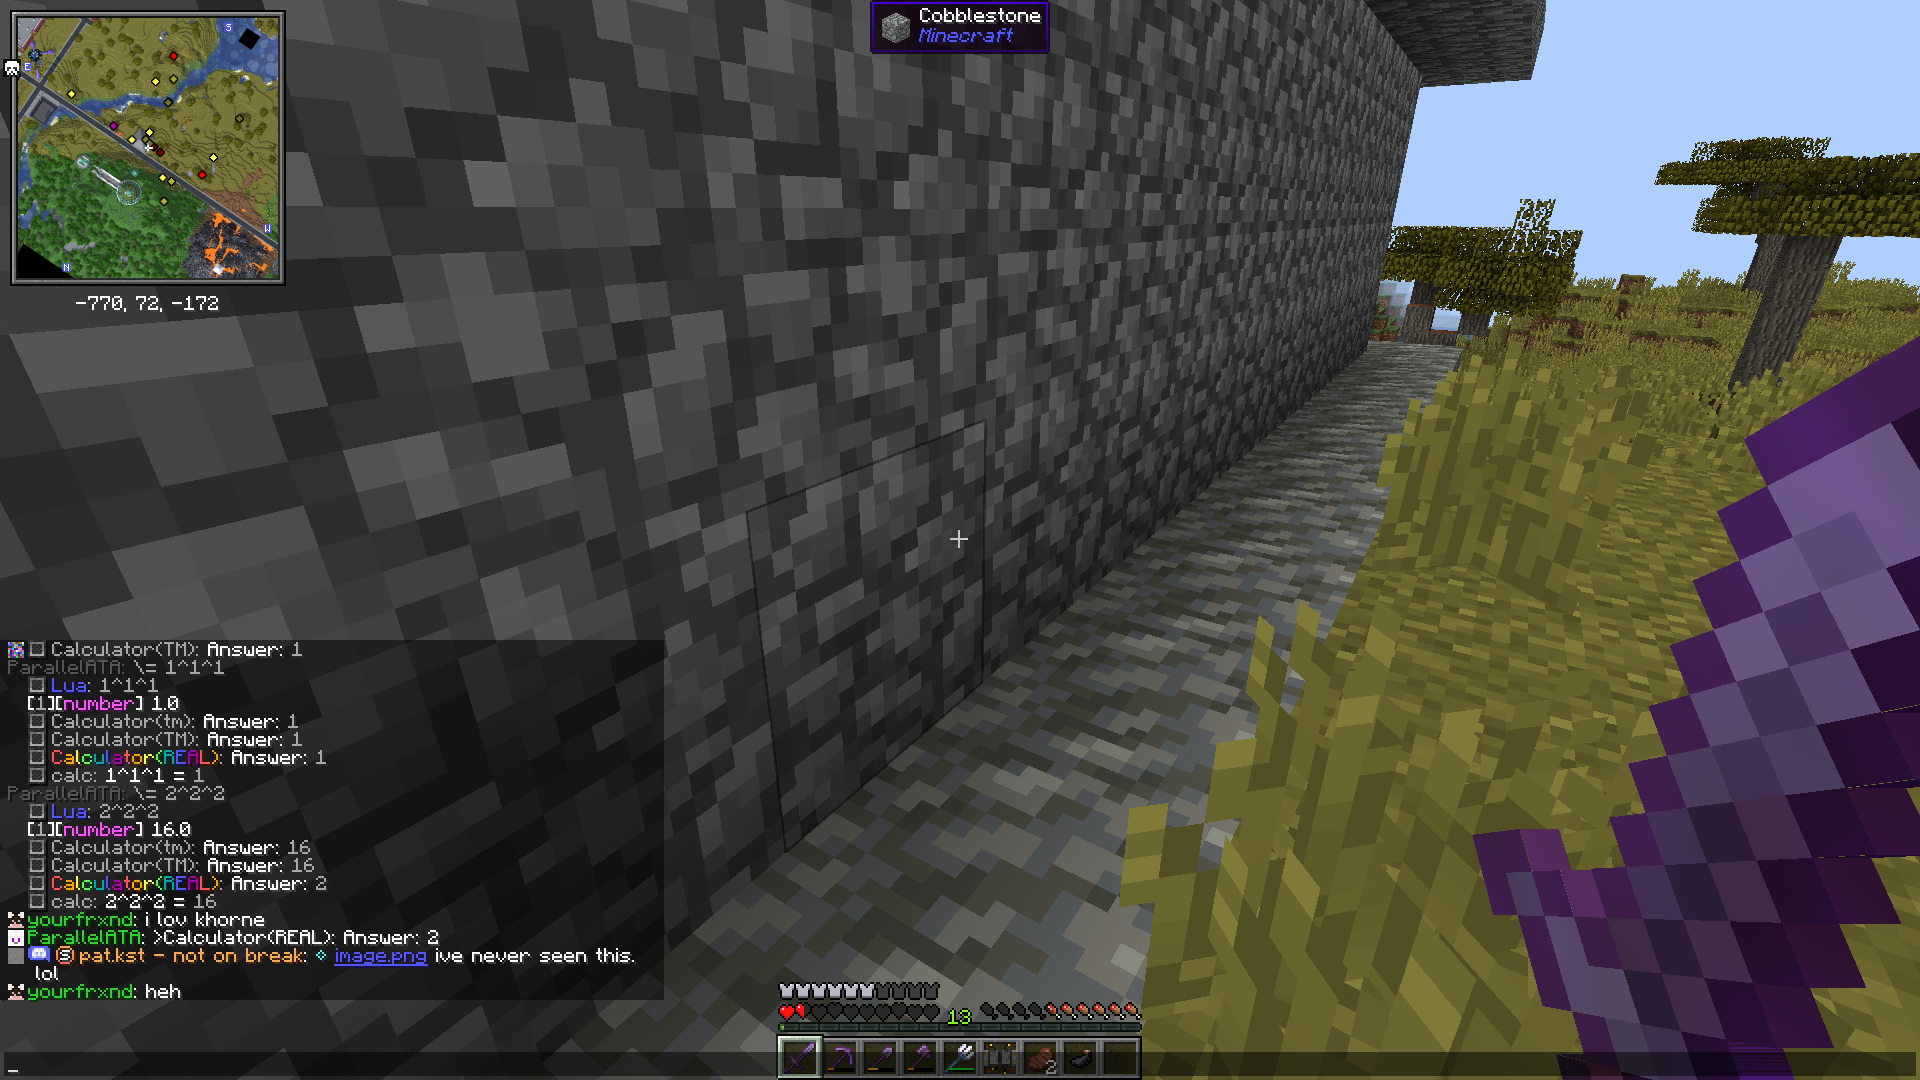 Cobblestone
Minecraft
S
E
W
N
-770, 72, -172
Calculator(TM): Answer: 1
ParallelATA: \= 1^1^1
Lua: 1^1^1
[1][number] 1.0
Calculator(tm): Answer: 1
Calculator(TM): Answer: 1
Calculator(REAL): Answer: 1
calc: 1^1^1 = 1
ParallelATA: \= 2^2^2
Lua: 2^2^2
[1][number] 16.0
Calculator(tm): Answer: 16
Calculator(TM): Answer: 16
Calculator(REAL): Answer: 2
calc: 2^2^2 = 16
yourfrxnd: i lov khorne
ParallelATA: >Calculator(REAL): Answer: 2
S pat.kst - not on break: image.png ive never seen this.
lol
yourfrxnd: heh
13
2
_